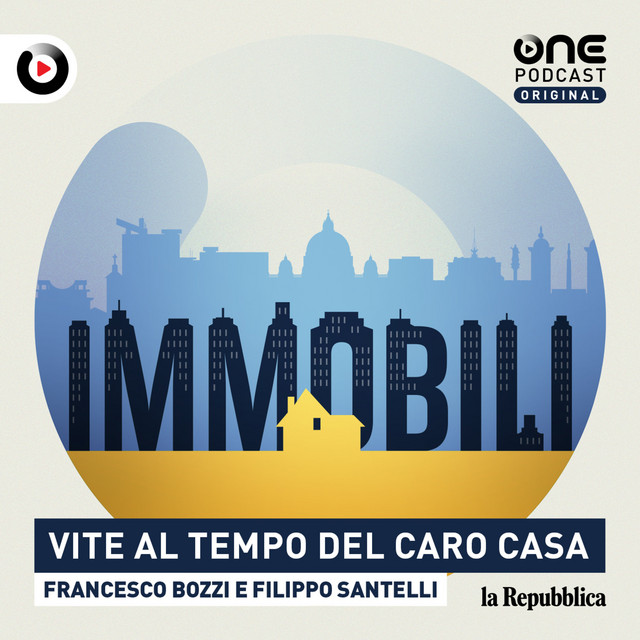 ONE
PODCAST
ORIGINAL
IMMOBILI
VITE AL TEMPO DEL CARO CASA
FRANCESCO BOZZI E FILIPPO SANTELLI
la Repubblica